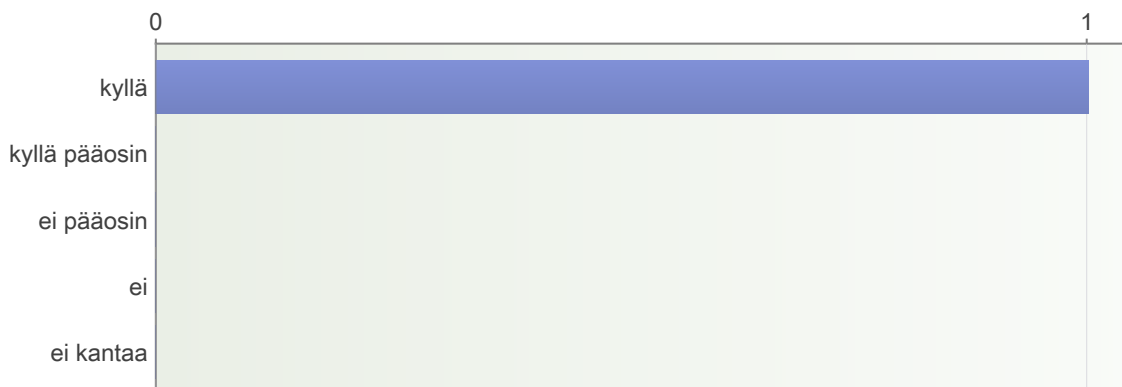 0 1
kyllä
kyllä pääosin
ei pääosin
ei
ei kantaa